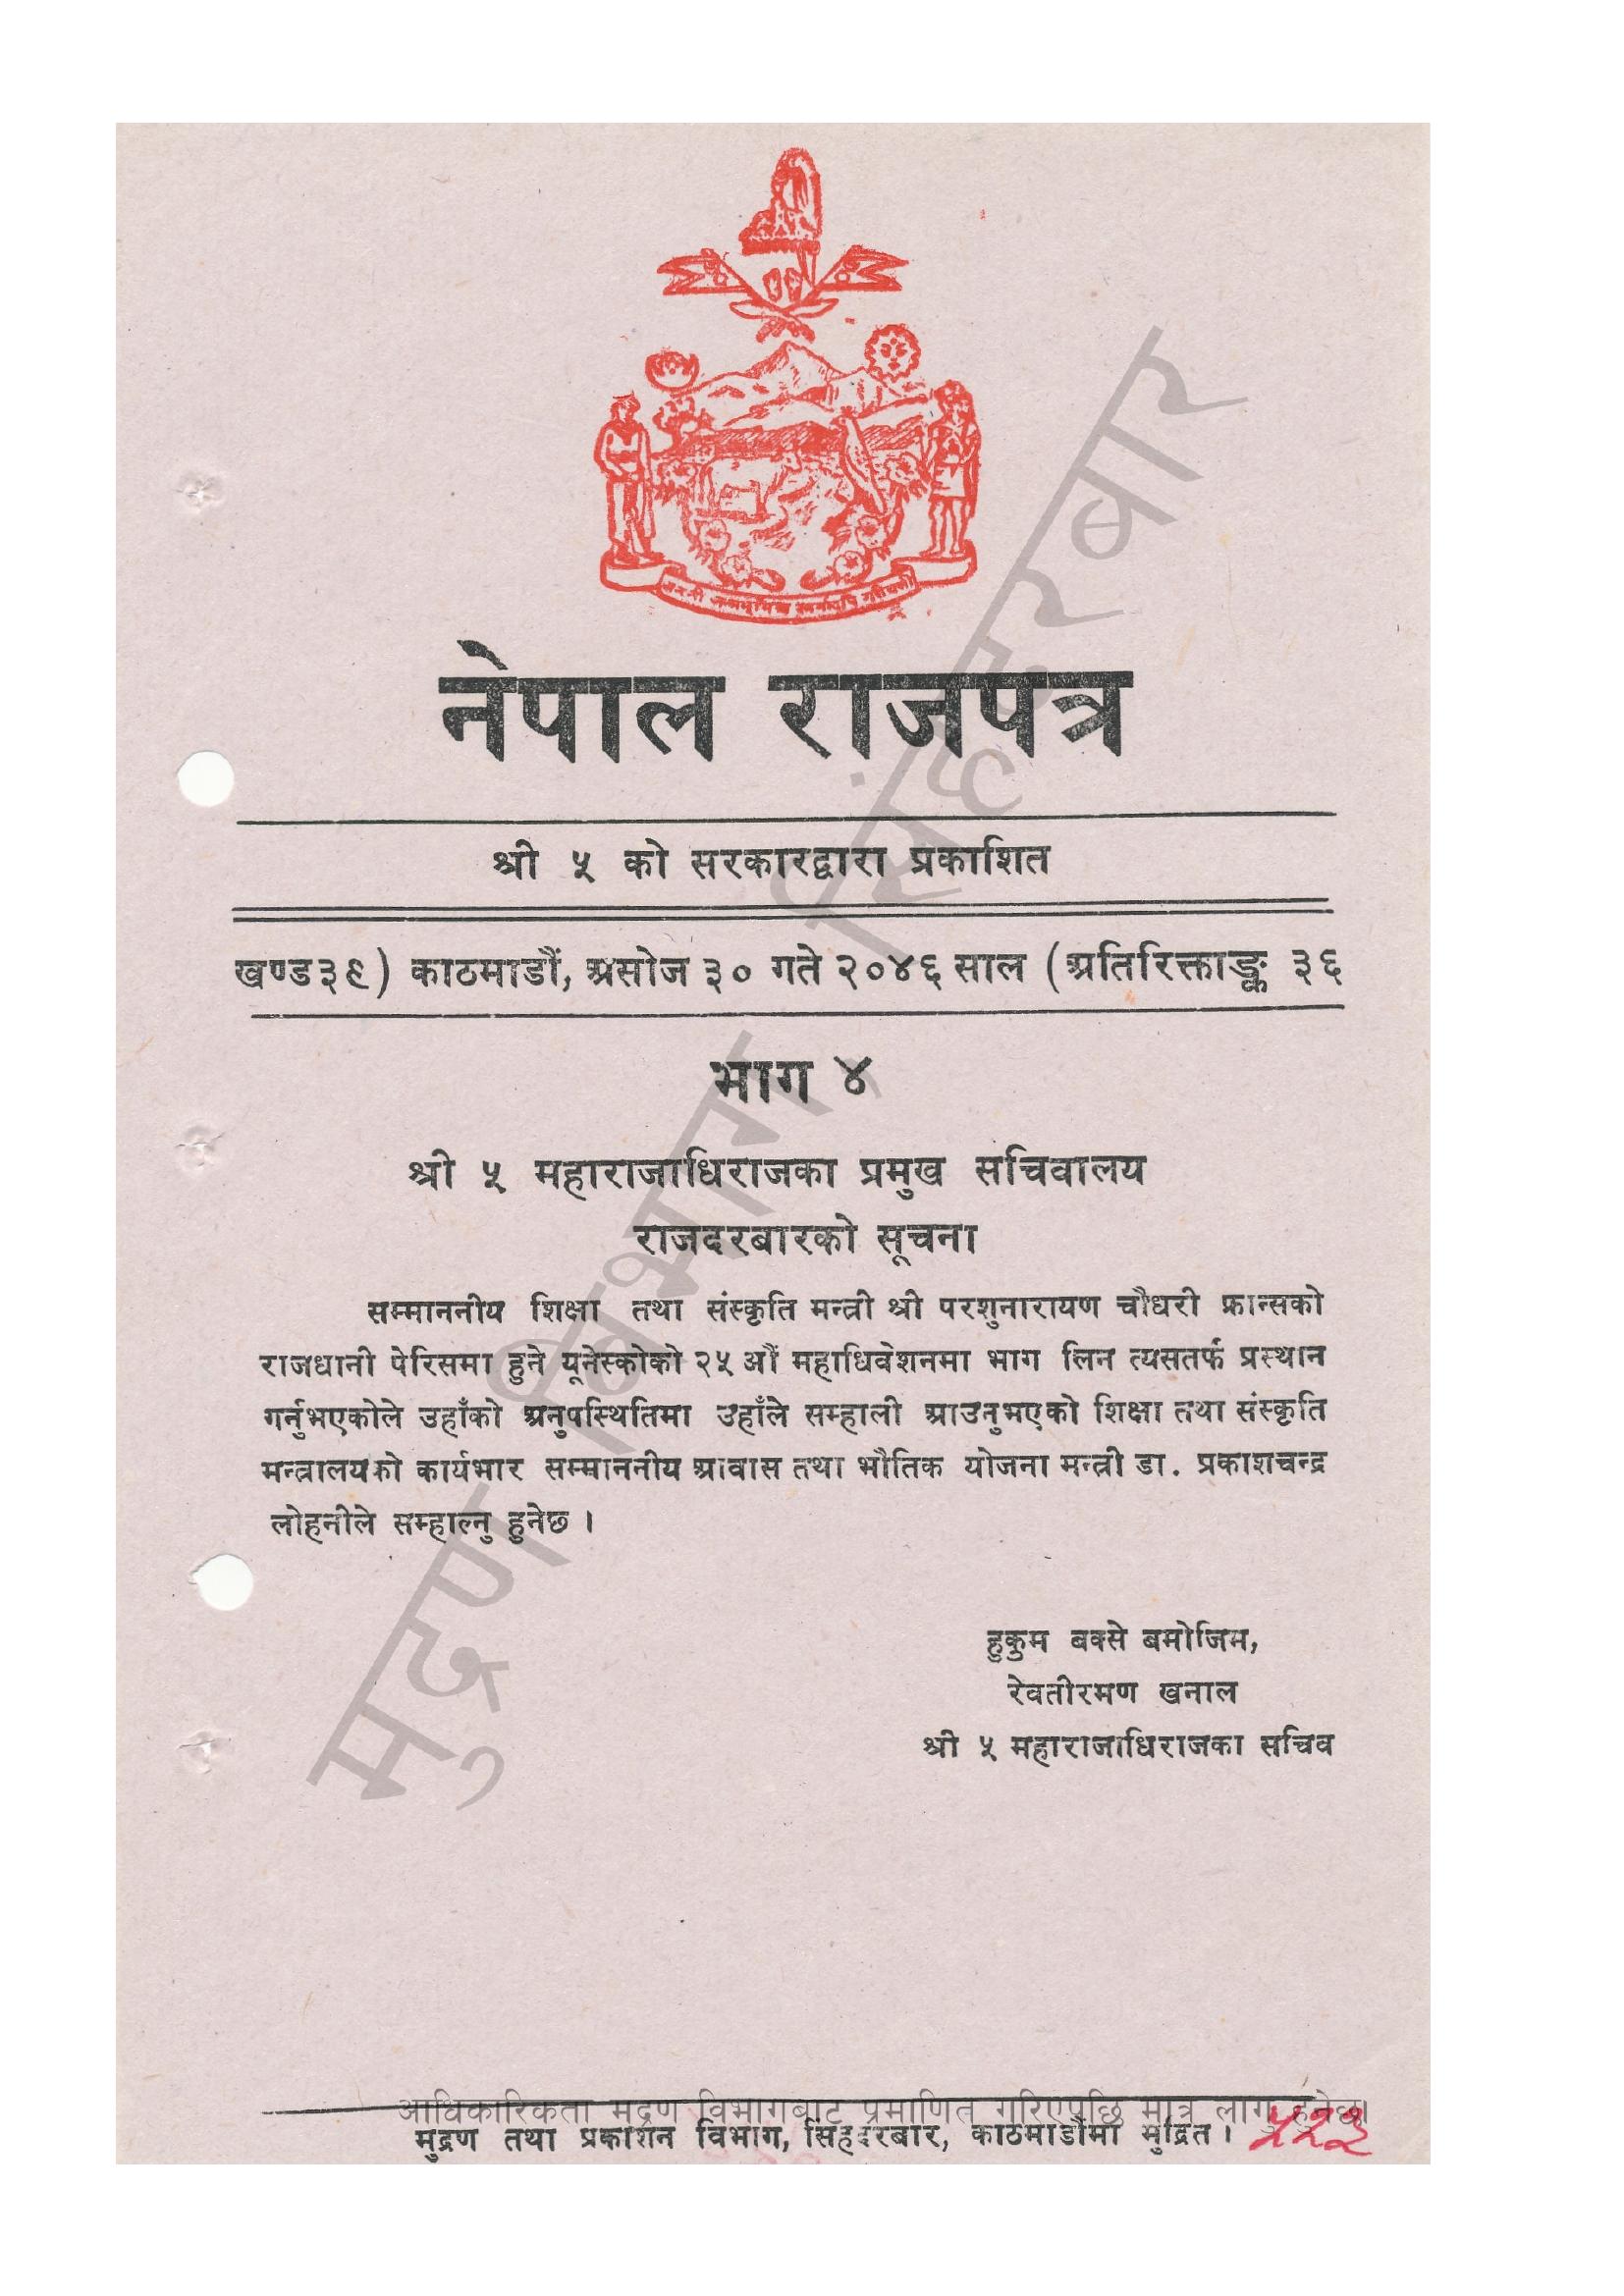 नेपाल राजपत्र
श्री ५ को सरकारद्वारा प्रकाशित
खण्ड३९) काठमाडौं, असोज ३० गते २०४६ साल (अतिरिक्ताङ्क ३६
भाग ४
श्री ५ महाराजाधिराजका प्रमुख सचिवालय
राजदरबारको सूचना
सम्माननीय शिक्षा तथा संस्कृति मन्त्री श्री परशुनारायण चौधरी फ्रान्सको
राजधानी पेरिसमा हुने यूनेस्कोको २५ औं महाधिवेशनमा भाग लिन त्यसतर्फ प्रस्थान
गर्नुभएकोले उहाँको अनुपस्थितिमा उहाँले सम्हाली आउनुभएको शिक्षा तथा संस्कृति
मन्त्रालयको कार्यभार सम्माननीय आवास तथा भौतिक योजना मन्त्री डा. प्रकाशचन्द्र
लोहनीले सम्हाल्नु हुनेछ ।
हुकुम बक्से बमोजिम,
रेवतीरमण खनाल
श्री ५ महाराजाधिराजका सचिव
मुद्रण विभाग, सिंहदरबार
आधिकारिकता मुद्रण विभागबाट प्रमाणित गरिएपछि मात्र लागु हुनेछ।
मुद्रण तथा प्रकाशन विभाग, सिंहदरबार, काठमाडौंमा मुद्रित ।